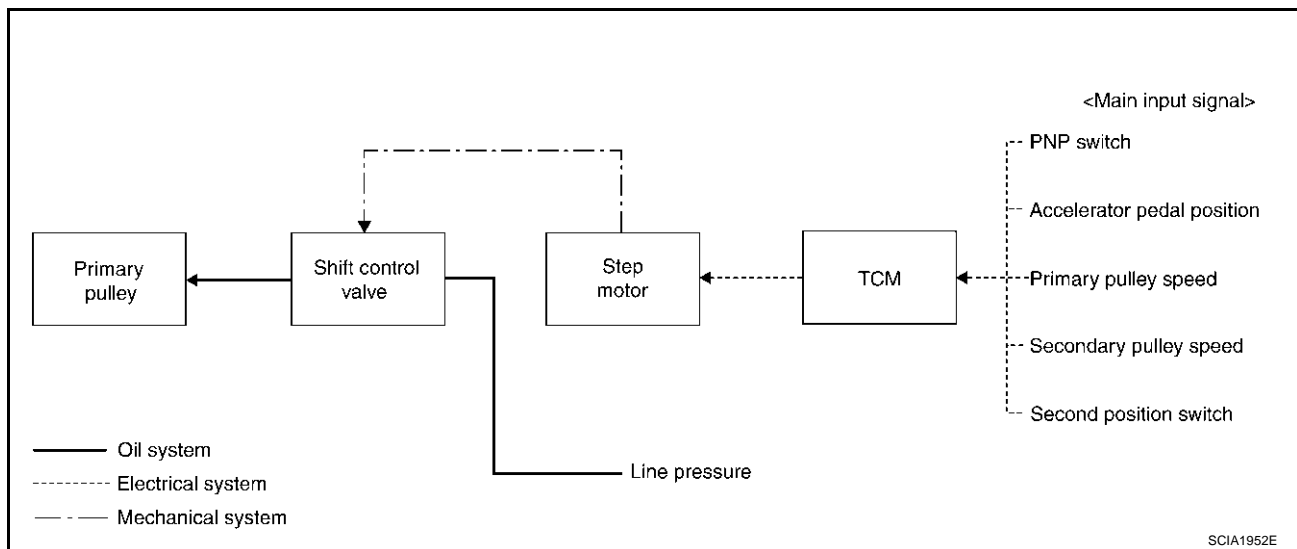 <Main input signal>
PNP switch
Accelerator pedal position
Primary
pulley
Shift control
valve
Step
motor
TCM
Primary pulley speed
Secondary pulley speed
Second position switch
Line pressure
Oil system
Electrical system
Mechanical system
SCIA1952E